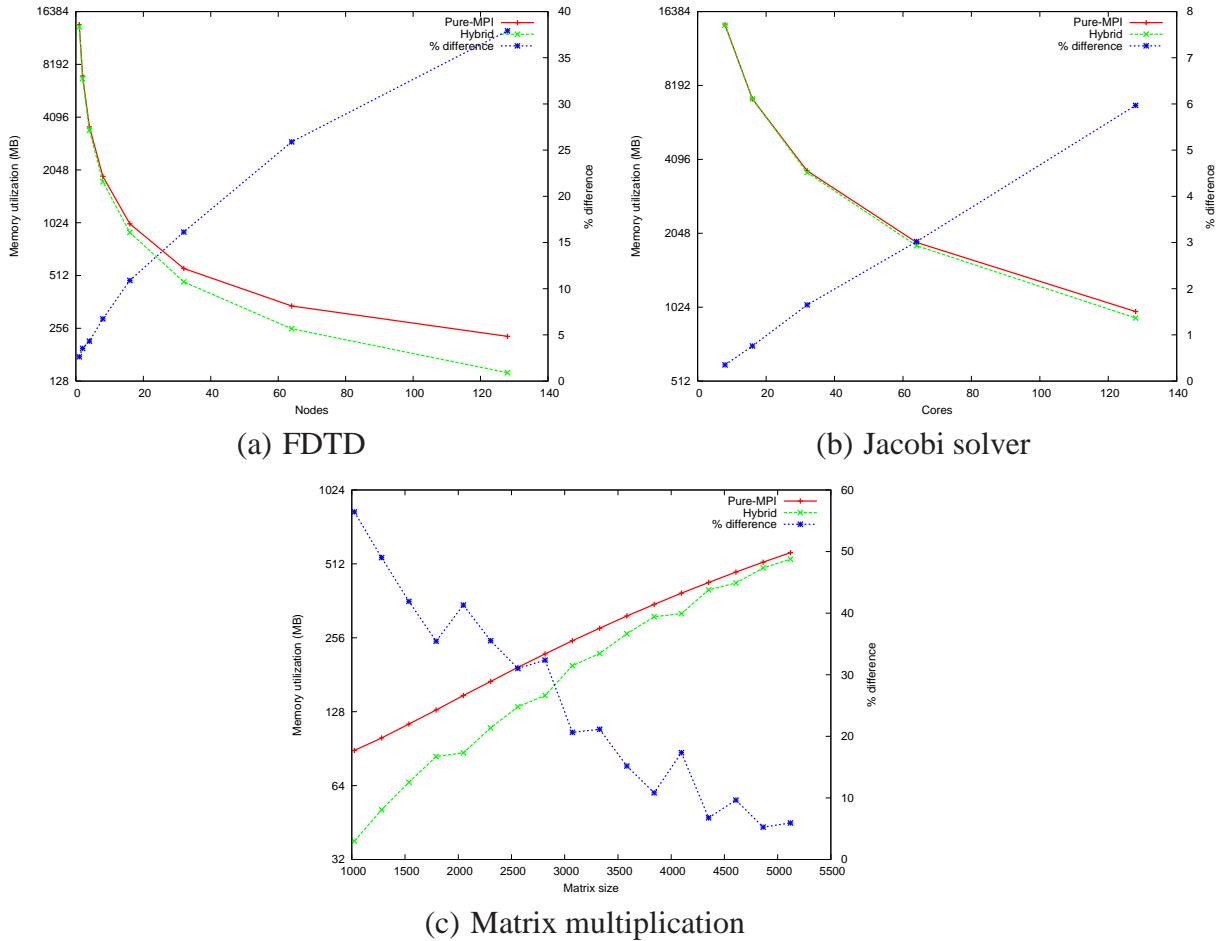 16384
8192
4096
2048
1024
512
256
128
Memory utilization (MB)
0 20 40 60 80 100 120 140
Nodes
40
35
30
25
20
15
10
5
0
% difference
Pure-MPI
Hybrid
% difference
(a) FDTD
16384
8192
4096
2048
1024
512
Memory utilization (MB)
0 20 40 60 80 100 120 140
Cores
8
7
6
5
4
3
2
1
0
% difference
Pure-MPI
Hybrid
% difference
(b) Jacobi solver
1024
512
256
128
64
32
Memory utilization (MB)
1000 1500 2000 2500 3000 3500 4000 4500 5000 5500
Matrix size
60
50
40
30
20
10
0
% difference
Pure-MPI
Hybrid
% difference
(c) Matrix multiplication